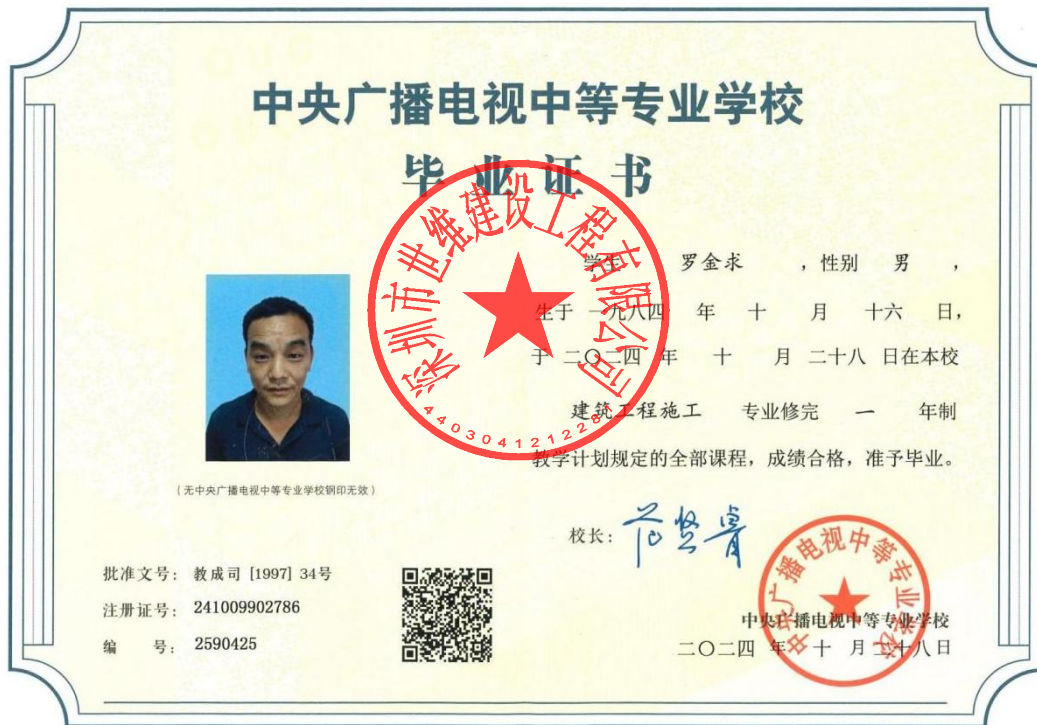 中央广播电视中等专业学校
毕业证书
深圳市世维建设工程有限公司
4403041212287
学生 罗金求 ，性别 男 ，
生于 一九八四 年 十 月 十六 日，
于 二〇二四 年 十 月 二十八 日在本校
建筑工程施工 专业修完 一 年制
教学计划规定的全部课程，成绩合格，准予毕业。
（无中央广播电视中等专业学校钢印无效）
校长：范贤睿
批准文号： 教成司 [1997] 34号
注册证号： 241009902786
编 号： 2590425
中央广播电视中等专业学校
中央广播电视中等专业学校
二〇二四 年 十 月二十八日